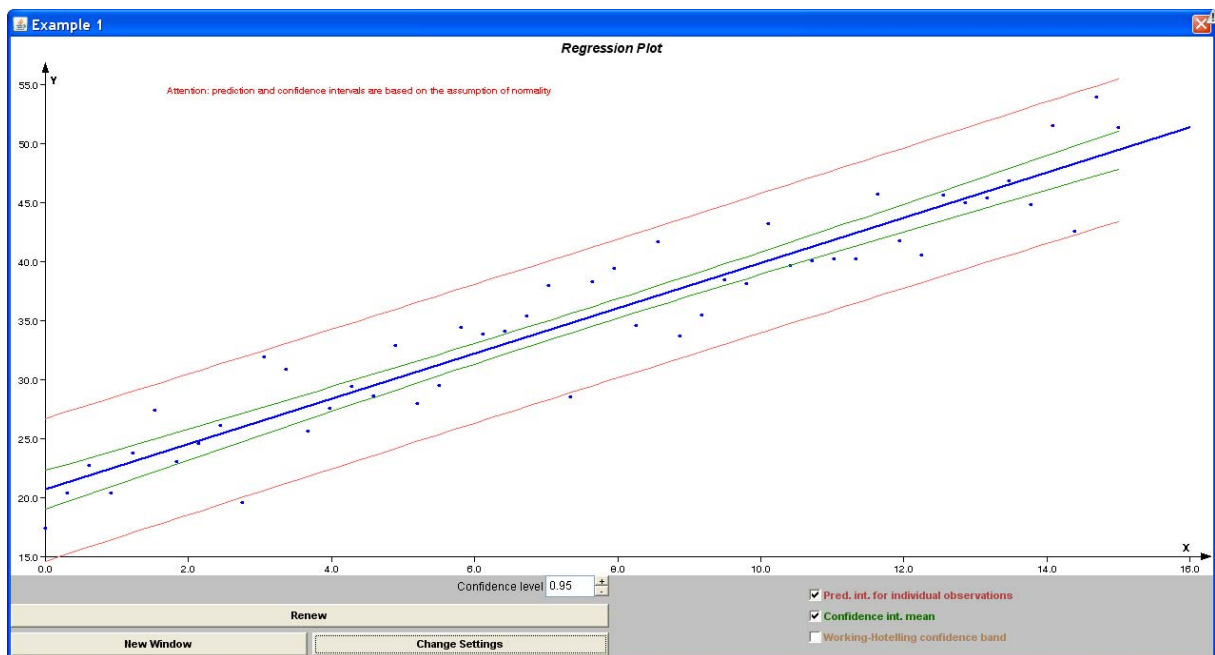 Example 1
Regression Plot
Y
Attention: prediction and confidence intervals are based on the assumption of normality
55.0
50.0
45.0
40.0
35.0
30.0
25.0
20.0
15.0
X
0.0 2.0 4.0 6.0 8.0 10.0 12.0 14.0 16.0
Confidence level 0.95 + -
Renew
New Window Change Settings
Pred. int. for individual observations
Confidence int. mean
Working-Hotelling confidence band